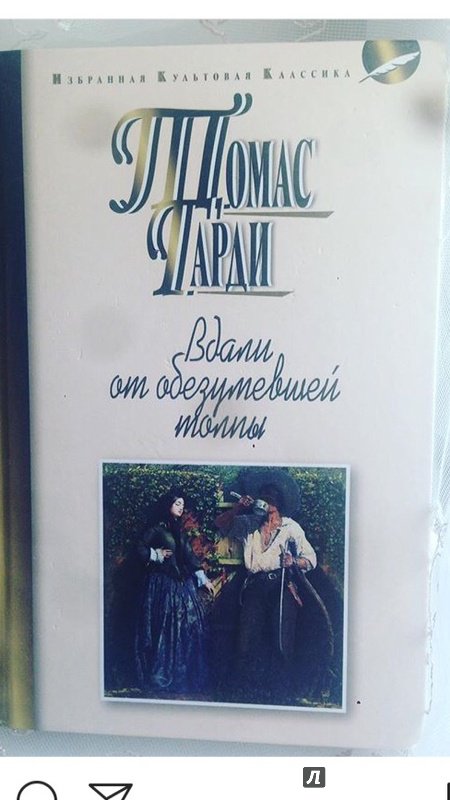 Избранная Культовая Классика
Томас
Гарди
Вдали
от обезумевшей
толпы
Л